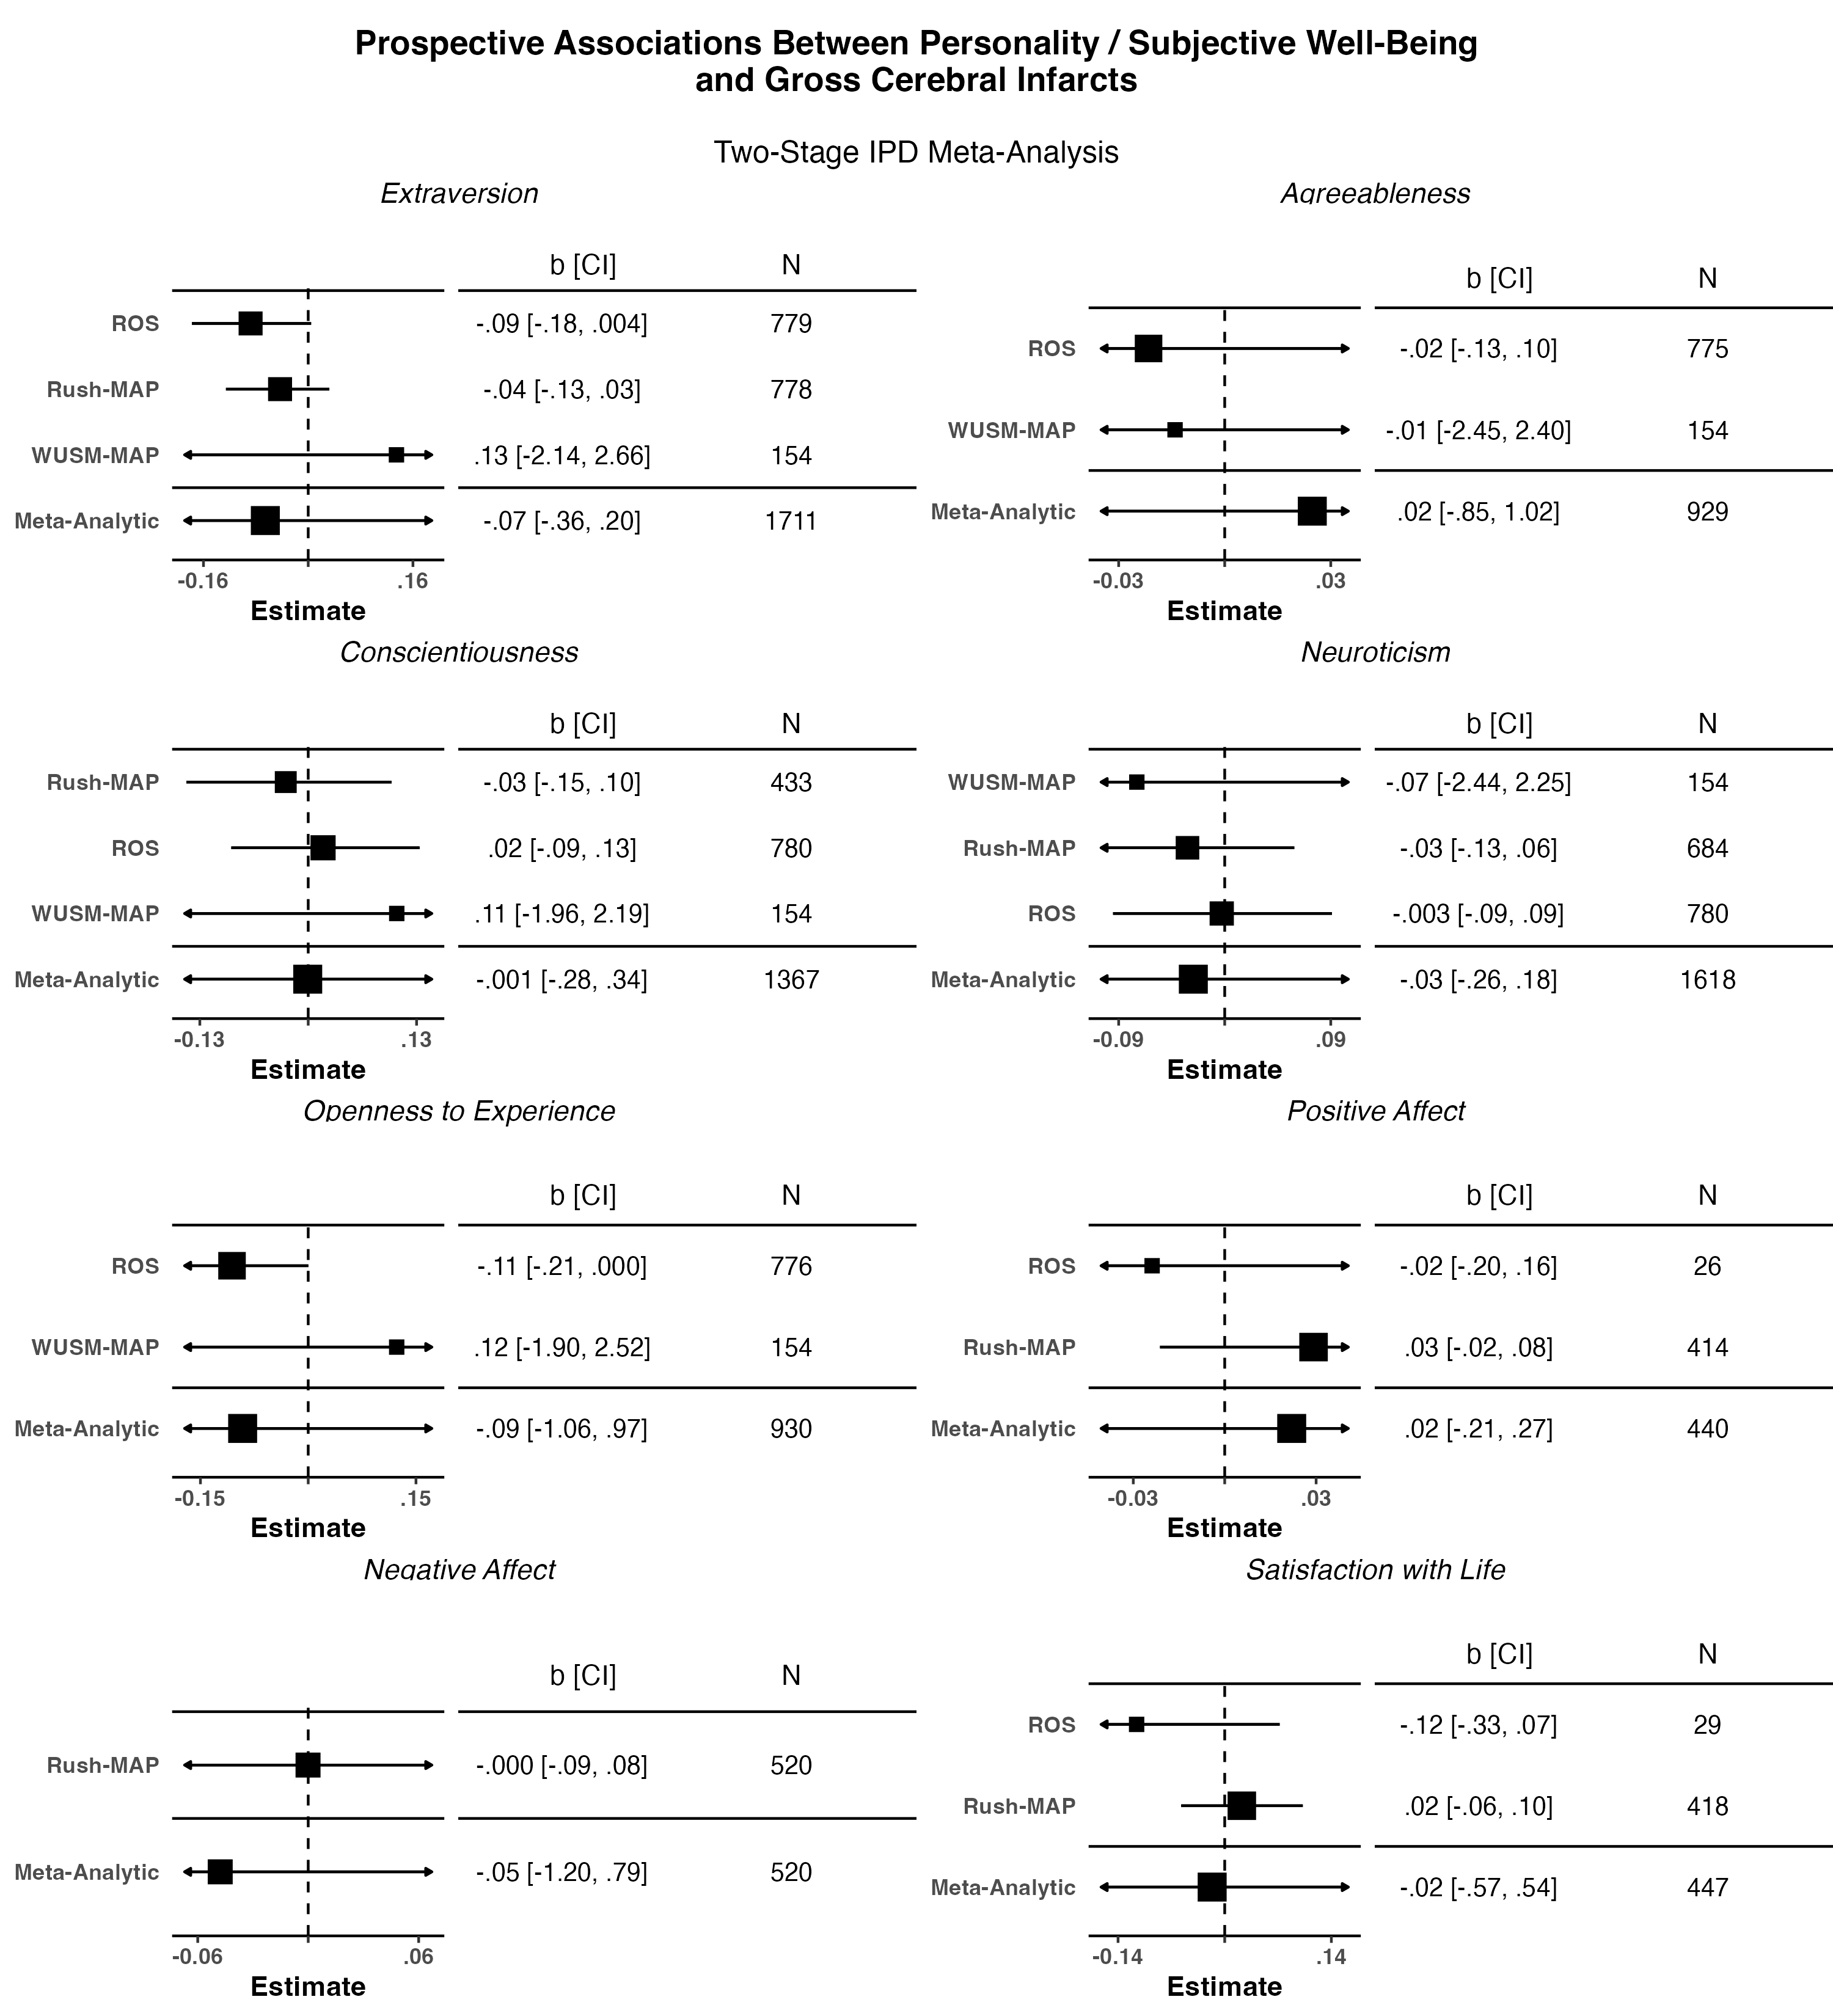 Prospective Associations Between Personality / Subjective Well-Being
and Gross Cerebral Infarcts
Two-Stage IPD Meta-Analysis
Extraversion
b [CI] N
ROS -.09 [-.18, .004] 779
Rush-MAP -.04 [-.13, .03] 778
WUSM-MAP .13 [-2.14, 2.66] 154
Meta-Analytic -.07 [-.36, .20] 1711
-0.16 .16
Estimate
Agreeableness
b [CI] N
ROS -.02 [-.13, .10] 775
WUSM-MAP -.01 [-2.45, 2.40] 154
Meta-Analytic .02 [-.85, 1.02] 929
-0.03 .03
Estimate
Conscientiousness
b [CI] N
Rush-MAP -.03 [-.15, .10] 433
ROS .02 [-.09, .13] 780
WUSM-MAP .11 [-1.96, 2.19] 154
Meta-Analytic -.001 [-.28, .34] 1367
-0.13 .13
Estimate
Neuroticism
b [CI] N
WUSM-MAP -.07 [-2.44, 2.25] 154
Rush-MAP -.03 [-.13, .06] 684
ROS -.003 [-.09, .09] 780
Meta-Analytic -.03 [-.26, .18] 1618
-0.09 .09
Estimate
Openness to Experience
b [CI] N
ROS -.11 [-.21, .000] 776
WUSM-MAP .12 [-1.90, 2.52] 154
Meta-Analytic -.09 [-1.06, .97] 930
-0.15 .15
Estimate
Positive Affect
b [CI] N
ROS -.02 [-.20, .16] 26
Rush-MAP .03 [-.02, .08] 414
Meta-Analytic .02 [-.21, .27] 440
-0.03 .03
Estimate
Negative Affect
b [CI] N
Rush-MAP -.000 [-.09, .08] 520
Meta-Analytic -.05 [-1.20, .79] 520
-0.06 .06
Estimate
Satisfaction with Life
b [CI] N
ROS -.12 [-.33, .07] 29
Rush-MAP .02 [-.06, .10] 418
Meta-Analytic -.02 [-.57, .54] 447
-0.14 .14
Estimate